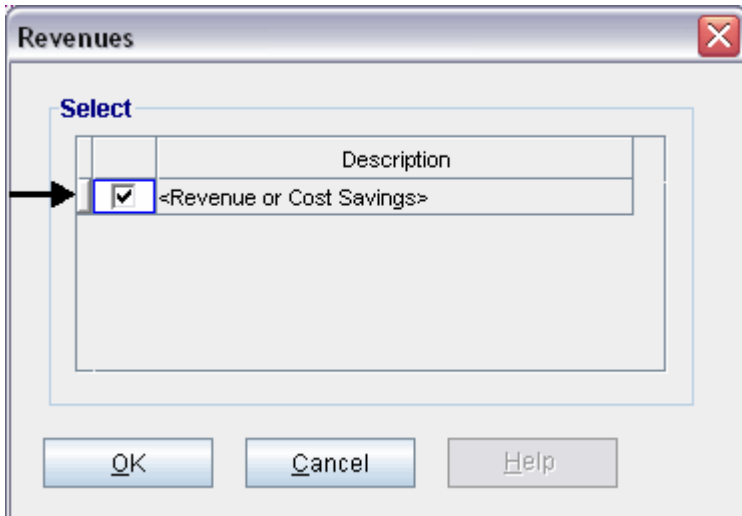 Revenues
Select
Description
<Revenue or Cost Savings>
OK Cancel Help